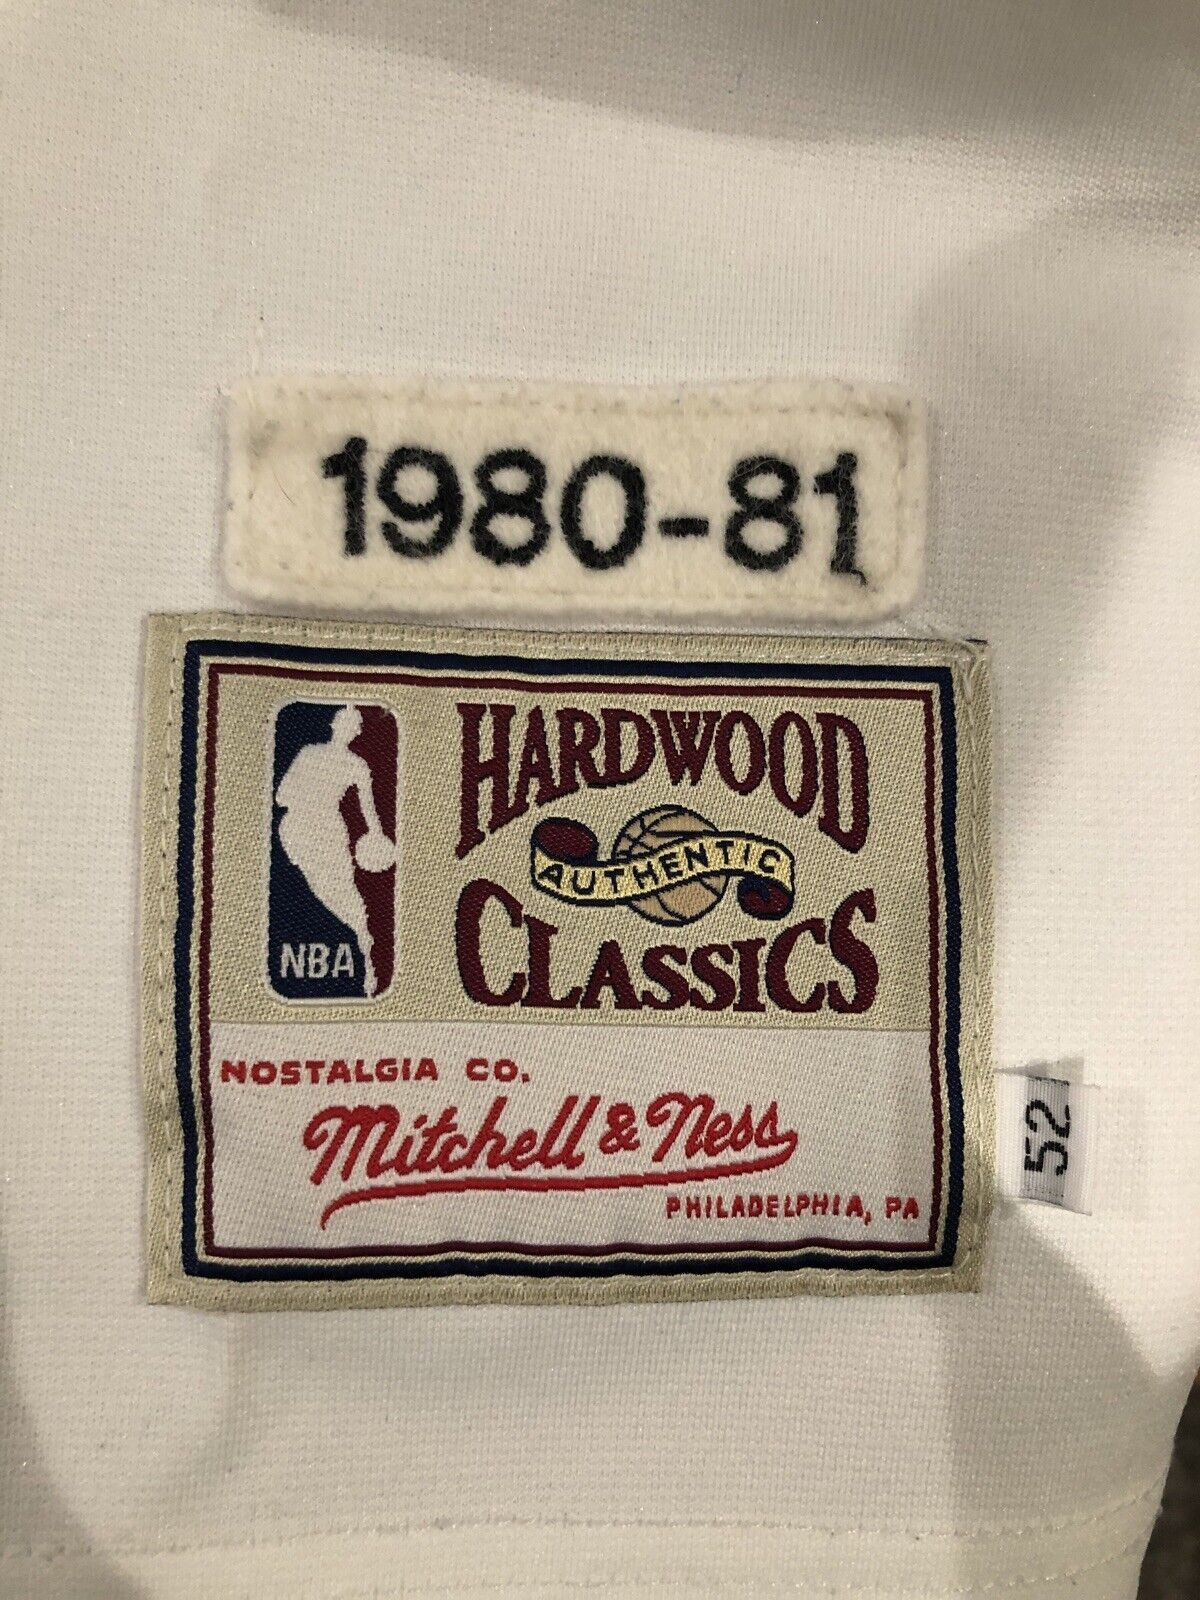 1980-81
HARDWOOD
AUTHENTIC
CLASSICS
NBA
NOSTALGIA CO.
Mitchell & Ness
PHILADELPHIA, PA
52